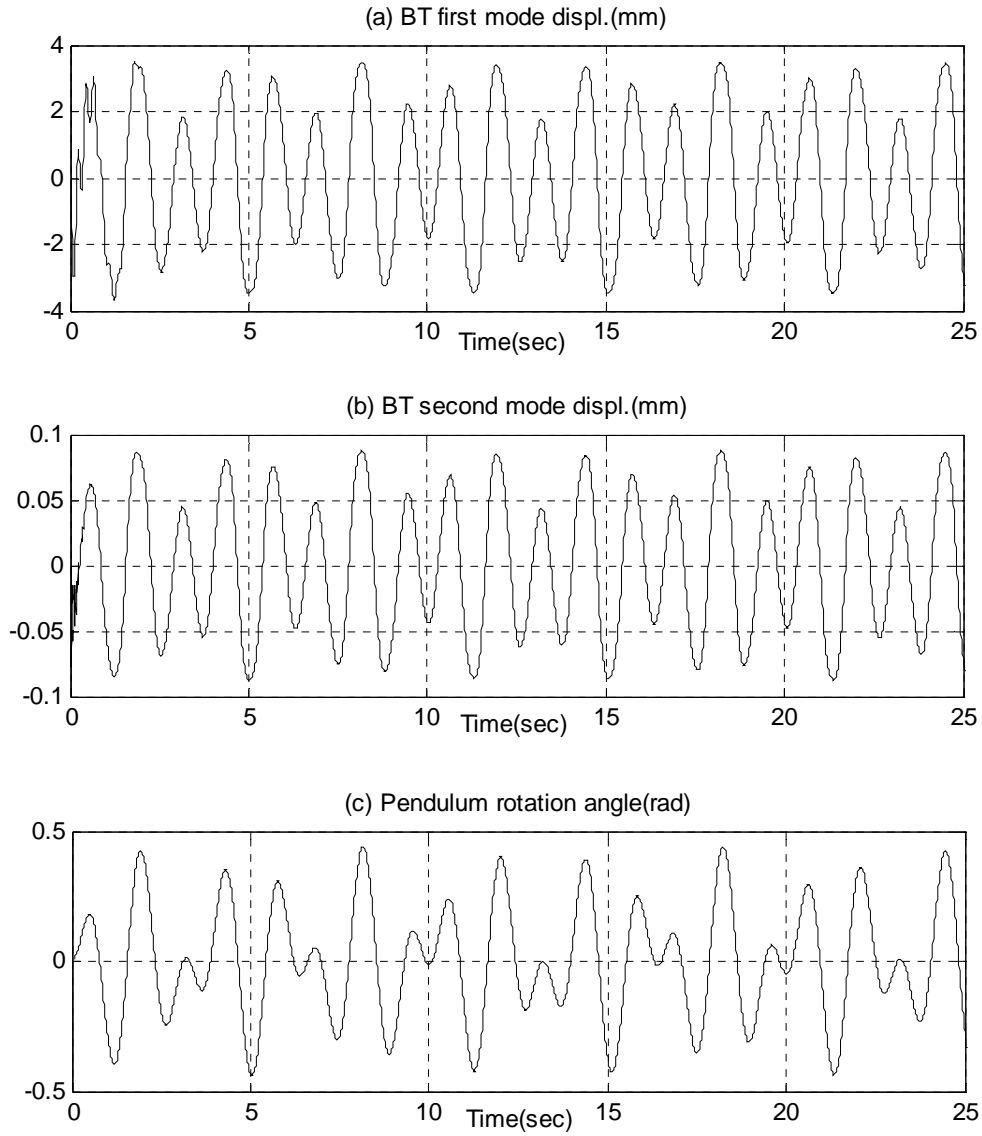 (a) BT first mode displ.(mm)
4
2
0
-2
-4
0 5 10 15 20 25
Time(sec)
(b) BT second mode displ.(mm)
0.1
0.05
0
-0.05
-0.1
0 5 10 15 20 25
Time(sec)
(c) Pendulum rotation angle(rad)
0.5
0
-0.5
0 5 10 15 20 25
Time(sec)